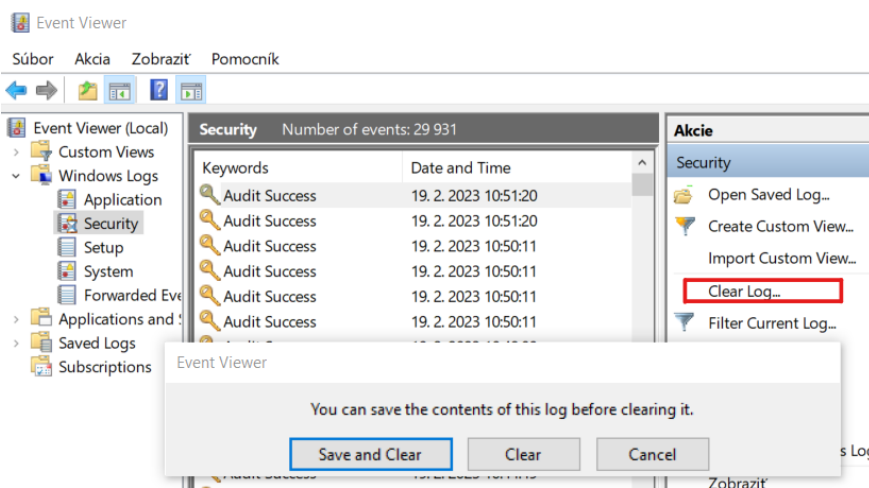 Event Viewer
Súbor Akcia Zobraziť Pomocník
Event Viewer (Local)
Custom Views
Windows Logs
Application
Security
Setup
System
Forwarded Eve
Applications and
Saved Logs
Subscriptions
Security Number of events: 29 931
Keywords Date and Time
Audit Success 19. 2. 2023 10:51:20
Audit Success 19. 2. 2023 10:51:20
Audit Success 19. 2. 2023 10:50:11
Audit Success 19. 2. 2023 10:50:11
Audit Success 19. 2. 2023 10:50:11
Audit Success 19. 2. 2023 10:50:11
Akcie
Security
Open Saved Log...
Create Custom View...
Import Custom View...
Clear Log...
Filter Current Log...
Event Viewer
You can save the contents of this log before clearing it.
Save and Clear Clear Cancel
s Log
Zobraziť